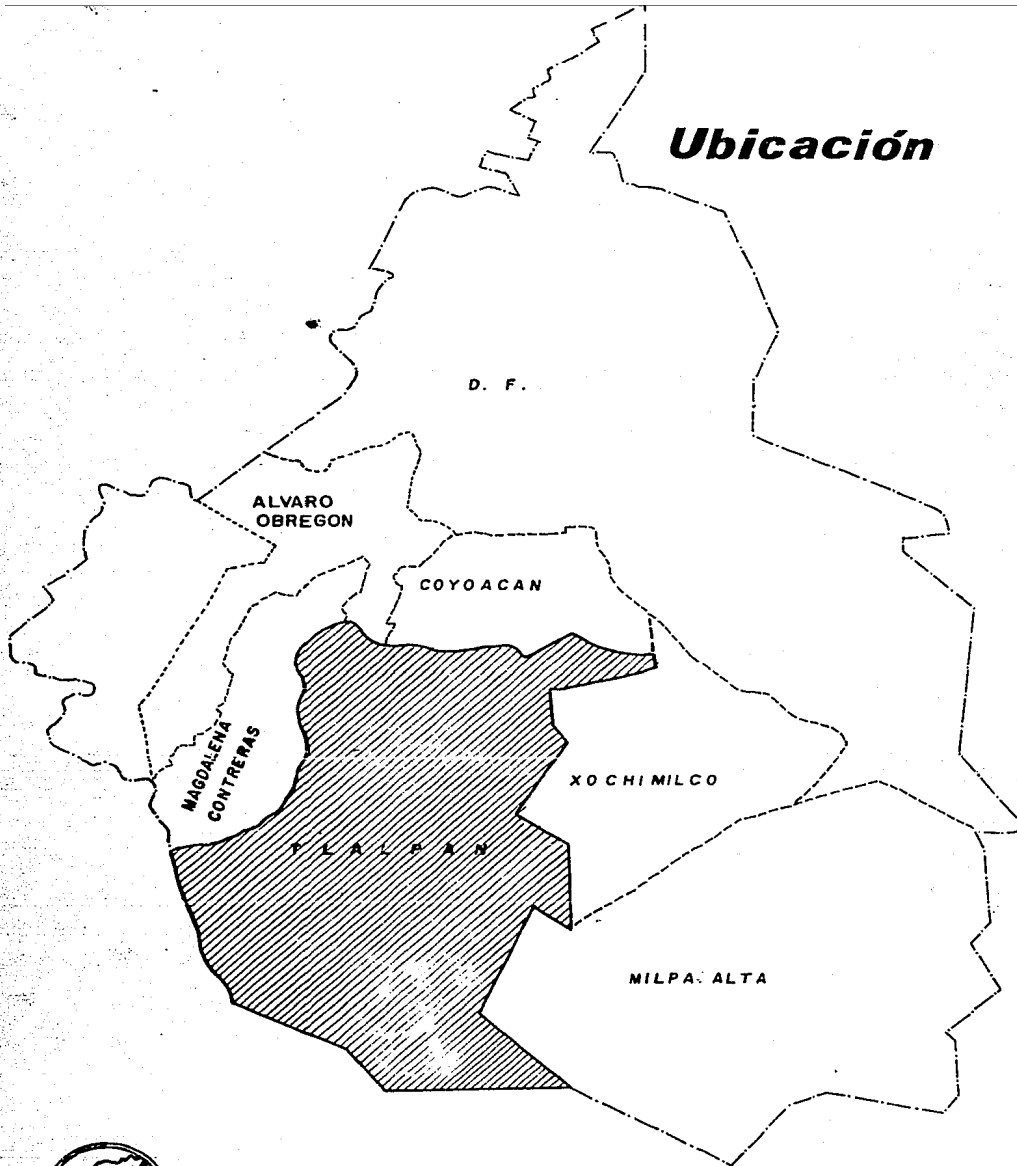 Ubicación
D. F.
ALVARO
OBREGON
COYOACAN
MAGDALENA
CONTRERAS
XOCHIMILCO
TLALPAN
MILPA ALTA